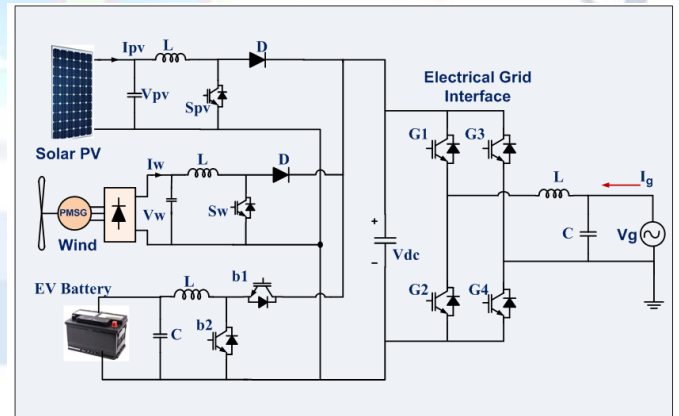 Ipv L D
Vpv
Spv
Solar PV
Iw L D
PMSG
Vw
Sw
Wind
EV Battery
L b1
C
b2
+
Vdc
–
Electrical Grid
Interface
G1 G3
G2 G4
L Ig
C
Vg